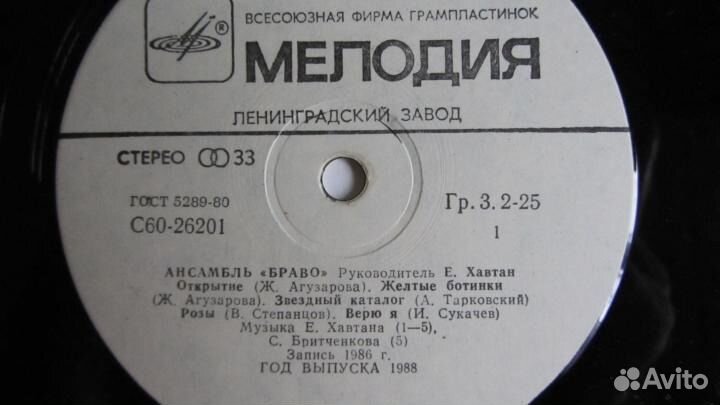 ®
ВСЕСОЮЗНАЯ ФИРМА ГРАМПЛАСТИНОК
МЕЛОДИЯ
ЛЕНИНГРАДСКИЙ ЗАВОД
СТЕРЕО 33
ГОСТ 5289-80
Гр. 3. 2-25
С60-26201
1
АНСАМБЛЬ «БРАВО» Руководитель Е. Хавтан
Открытие (Ж. Агузарова). Желтые ботинки
(Ж. Агузарова). Звездный каталог (А. Тарковский)
Розы (В. Степанцов). Верю я (И. Сукачев)
Музыка Е. Хавтана (1—5),
С. Бритченкова (5)
Запись 1986 г.
ГОД ВЫПУСКА 1988
Avito